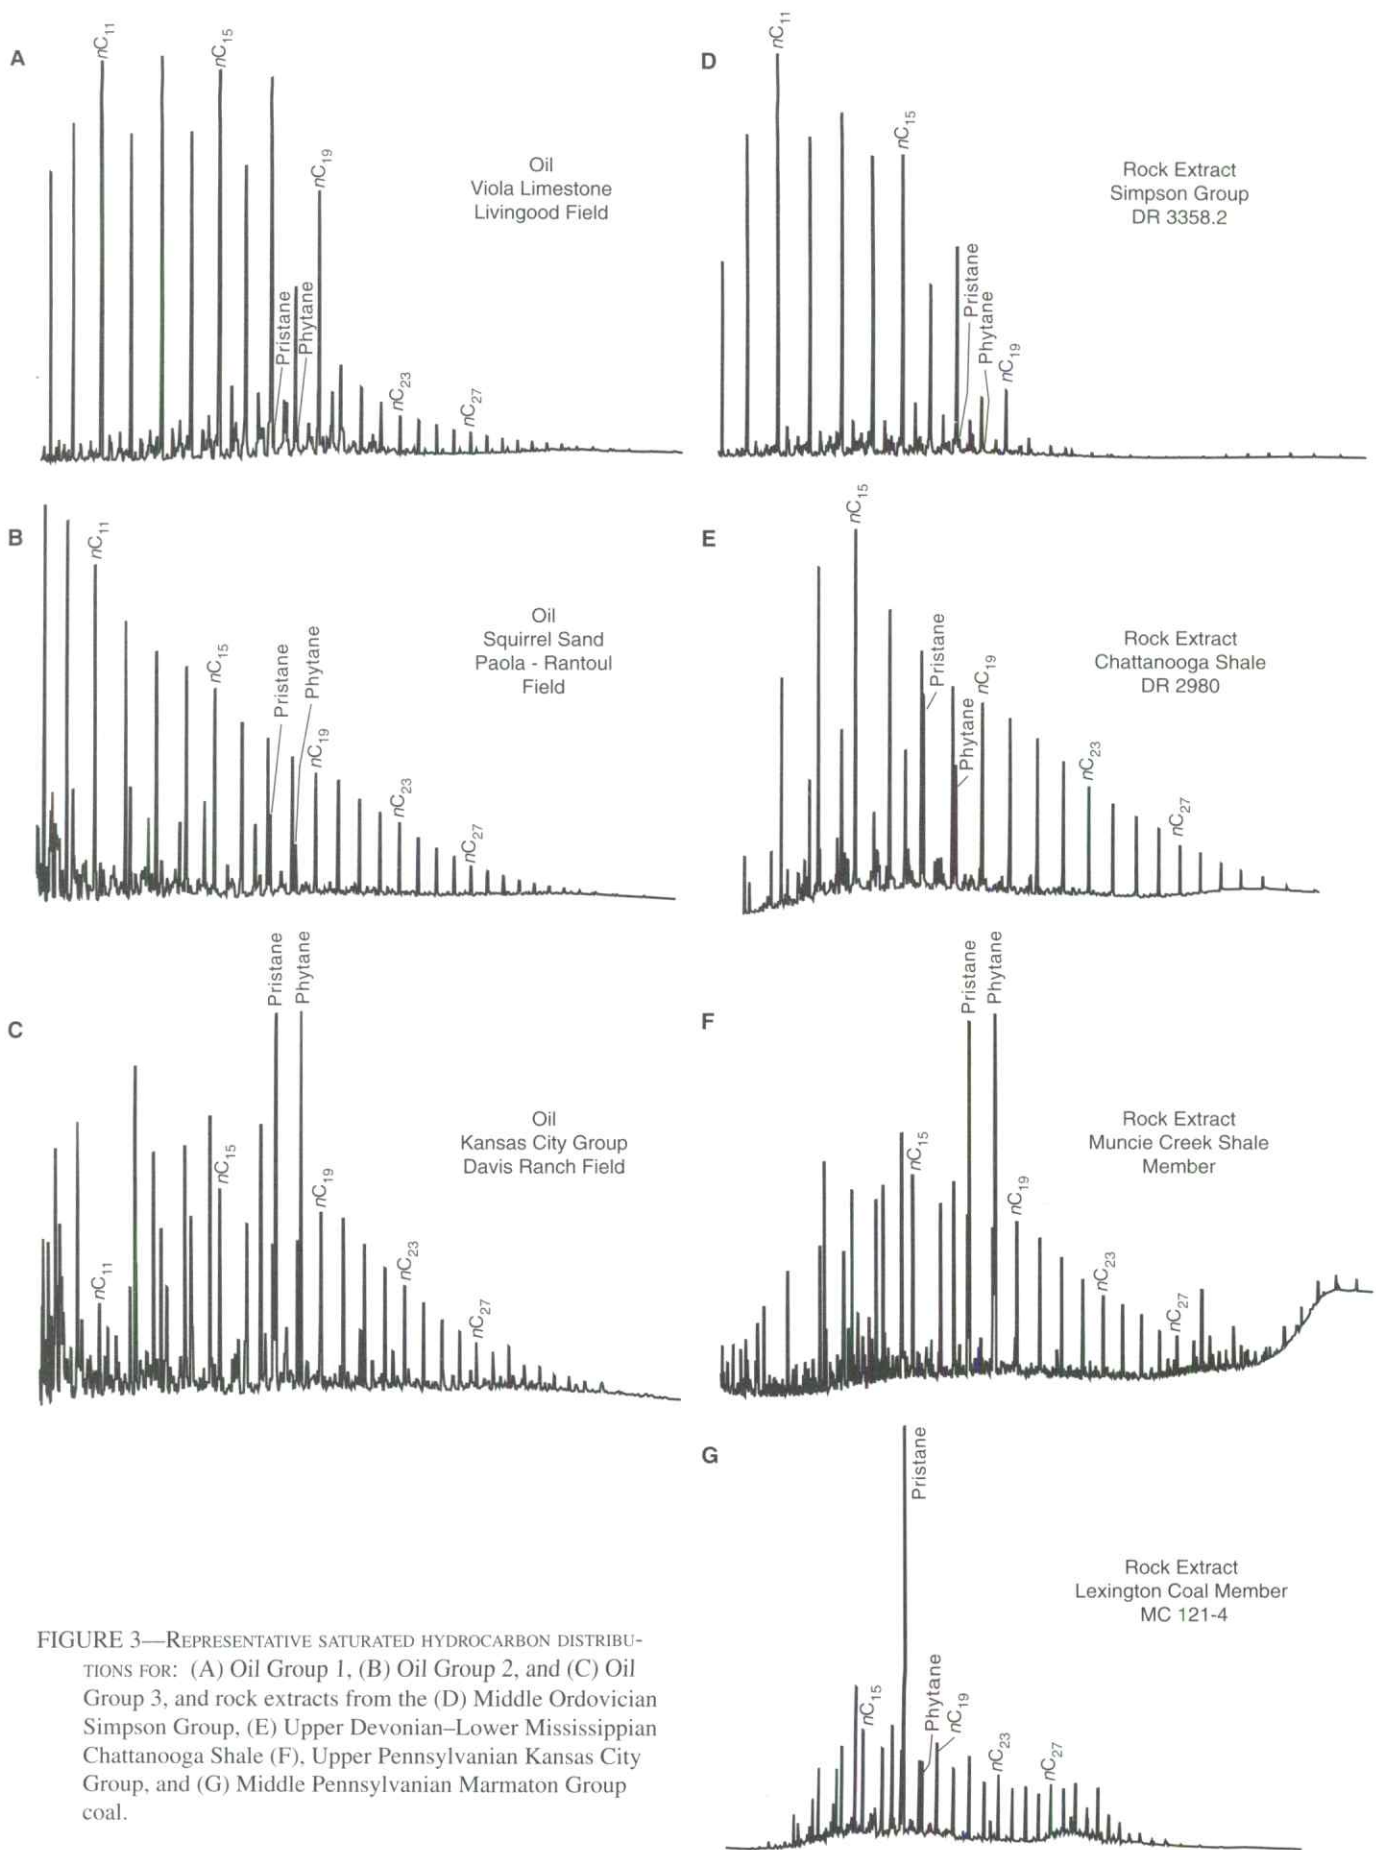 A
nC11
nC15
nC19
Pristane
Phytane
nC23
nC27
Oil
Viola Limestone
Livingood Field
D
nC11
nC15
Pristane
Phytane
nC19
Rock Extract
Simpson Group
DR 3358.2
B
nC11
nC15
Pristane
Phytane
nC19
nC23
nC27
Oil
Squirrel Sand
Paola - Rantoul
Field
E
nC15
Pristane
Phytane
nC19
nC23
nC27
Rock Extract
Chattanooga Shale
DR 2980
C
nC11
nC15
Pristane
Phytane
nC19
nC23
nC27
Oil
Kansas City Group
Davis Ranch Field
F
nC15
Pristane
Phytane
nC19
nC23
nC27
Rock Extract
Muncie Creek Shale
Member
G
nC15
Pristane
Phytane
nC19
nC23
nC27
Rock Extract
Lexington Coal Member
MC 121-4
FIGURE 3—REPRESENTATIVE SATURATED HYDROCARBON DISTRIBU-
TIONS FOR: (A) Oil Group 1, (B) Oil Group 2, and (C) Oil
Group 3, and rock extracts from the (D) Middle Ordovician
Simpson Group, (E) Upper Devonian–Lower Mississippian
Chattanooga Shale (F), Upper Pennsylvanian Kansas City
Group, and (G) Middle Pennsylvanian Marmaton Group
coal.